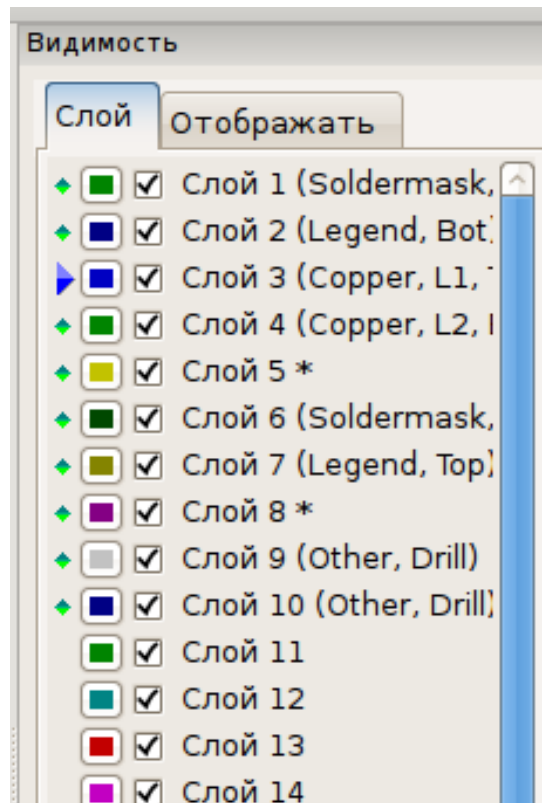 Видимость
Слой
Отображать
Слой 1 (Soldermask,
Слой 2 (Legend, Bot
Слой 3 (Copper, L1,
Слой 4 (Copper, L2,
Слой 5 *
Слой 6 (Soldermask,
Слой 7 (Legend, Top)
Слой 8 *
Слой 9 (Other, Drill)
Слой 10 (Other, Drill)
Слой 11
Слой 12
Слой 13
Слой 14